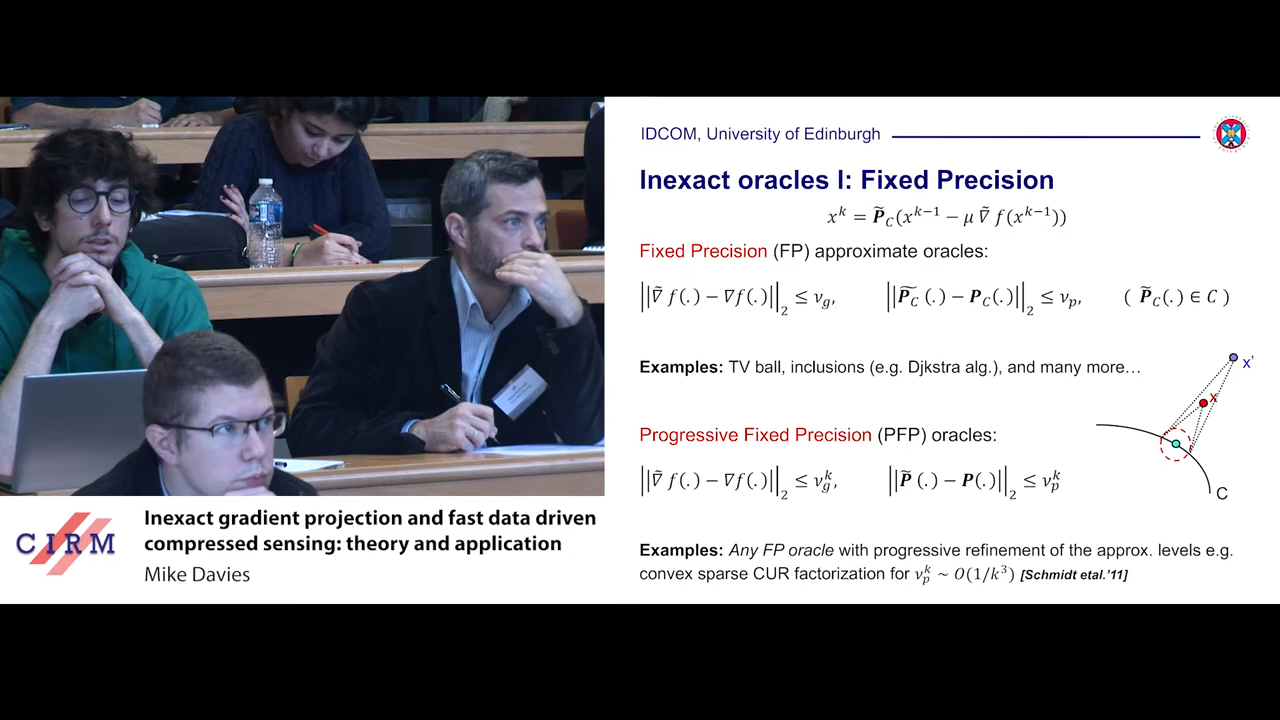 IDCOM, University of Edinburgh
Inexact oracles I: Fixed Precision
x^k = P̃_C(x^{k−1} − μ ∇̃ f(x^{k−1}))
Fixed Precision (FP) approximate oracles:
||∇̃ f(.) − ∇f(.)||_2 ≤ ν_g, ||P̃_C (.) − P_C(.)||_2 ≤ ν_p, ( P̃_C(.) ∈ C )
Examples: TV ball, inclusions (e.g. Djkstra alg.), and many more…
x'
x
Progressive Fixed Precision (PFP) oracles:
||∇̃ f(.) − ∇f(.)||_2 ≤ ν_g^k, ||P̃ (.) − P(.)||_2 ≤ ν_p^k
C
Examples: Any FP oracle with progressive refinement of the approx. levels e.g.
convex sparse CUR factorization for ν_p^k ~ O(1/k^3) [Schmidt etal.'11]
CIRM
Inexact gradient projection and fast data driven
compressed sensing: theory and application
Mike Davies